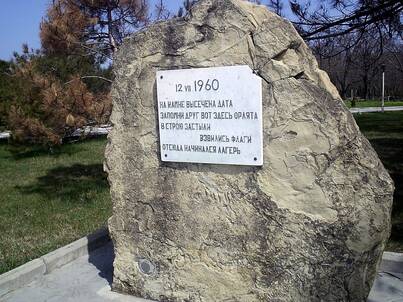 12 VII 1960
НА КАМНЕ ВЫСЕЧЕНА ДАТА
ЗАПОМНИ ДРУГ ВОТ ЗДЕСЬ ОРЛЯТА
В СТРОЮ ЗАСТЫЛИ
ВЗВИЛИСЬ ФЛАГИ
ОТСЮДА НАЧИНАЛСЯ ЛАГЕРЬ